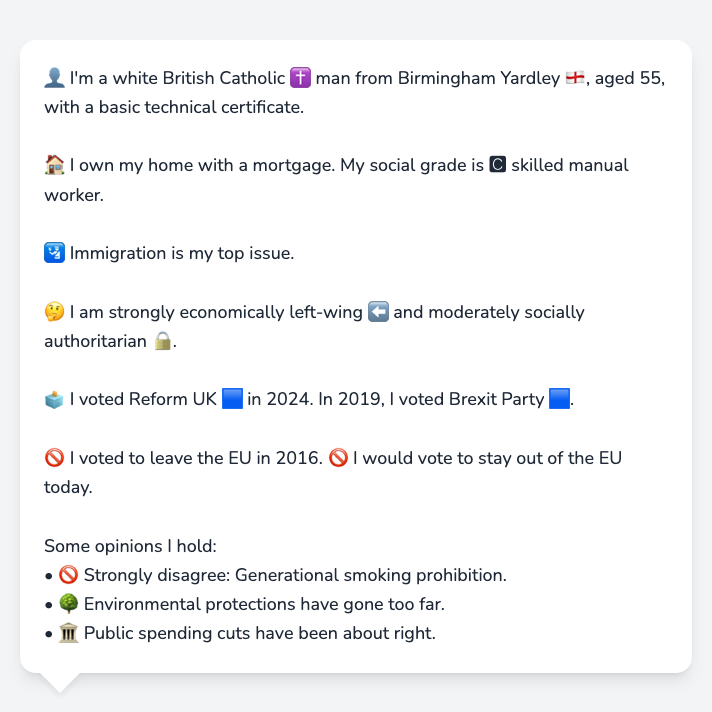 👤 I'm a white British Catholic ✝️ man from Birmingham Yardley 🏴󠁧󠁢󠁥󠁮󠁧󠁿, aged 55,
with a basic technical certificate.
🏠 I own my home with a mortgage. My social grade is 🅲 skilled manual
worker.
🛂 Immigration is my top issue.
🤔 I am strongly economically left-wing ⬅️ and moderately socially
authoritarian 🔒.
🗳️ I voted Reform UK 🟦 in 2024. In 2019, I voted Brexit Party 🟦.
🚫 I voted to leave the EU in 2016. 🚫 I would vote to stay out of the EU
today.
Some opinions I hold:
• 🚫 Strongly disagree: Generational smoking prohibition.
• 🌳 Environmental protections have gone too far.
• 🏛️ Public spending cuts have been about right.